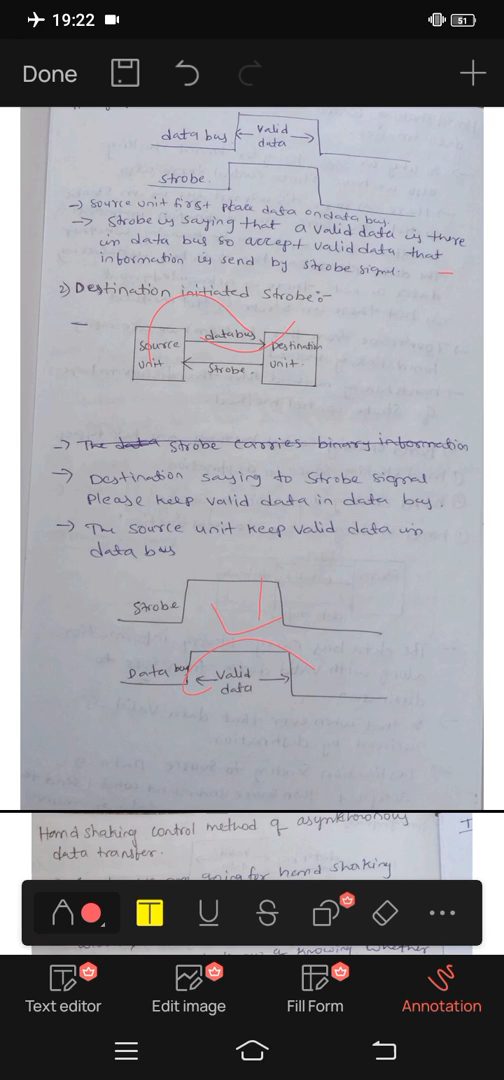 19:22
51
Done
data bus
valid
data
strobe
-> Source unit first place data on data bus.
-> Strobe is saying that a valid data is there
in data bus so accept valid data that
information is send by strobe signal.
2) Destination initiated strobe:-
data bus
Source
unit
Destination
unit.
Strobe.
-> The data strobe carries binary information
-> Destination saying to strobe signal
Please keep valid data in data bus.
-> The source unit keep valid data in
data bus
Strobe
Data bus
valid
data
Hand shaking control method of asynkhronous
data transfer.
going for hand shaking
knowing whether
Text editor
Edit image
Fill Form
Annotation